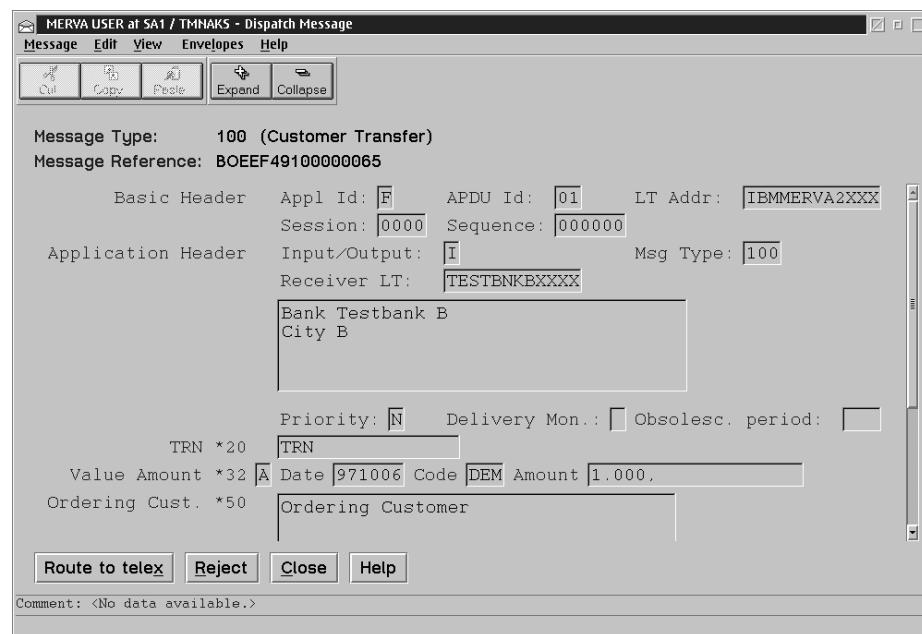 MERVA USER at SA1 / TMNAKS - Dispatch Message
Message Edit View Envelopes Help
Cut Copy Paste Expand Collapse
Message Type: 100 (Customer Transfer)
Message Reference: BOEEF49100000065
Basic Header Appl Id: F APDU Id: 01 LT Addr: IBMMERVA2XXX
Session: 0000 Sequence: 000000
Application Header Input/Output: I Msg Type: 100
Receiver LT: TESTBNKBXXXX
Bank Testbank B
City B
Priority: N Delivery Mon.: Obsolesc. period:
TRN *20 TRN
Value Amount *32 A Date 971006 Code DEM Amount 1.000,
Ordering Cust. *50 Ordering Customer
Route to telex Reject Close Help
Comment: <No data available.>